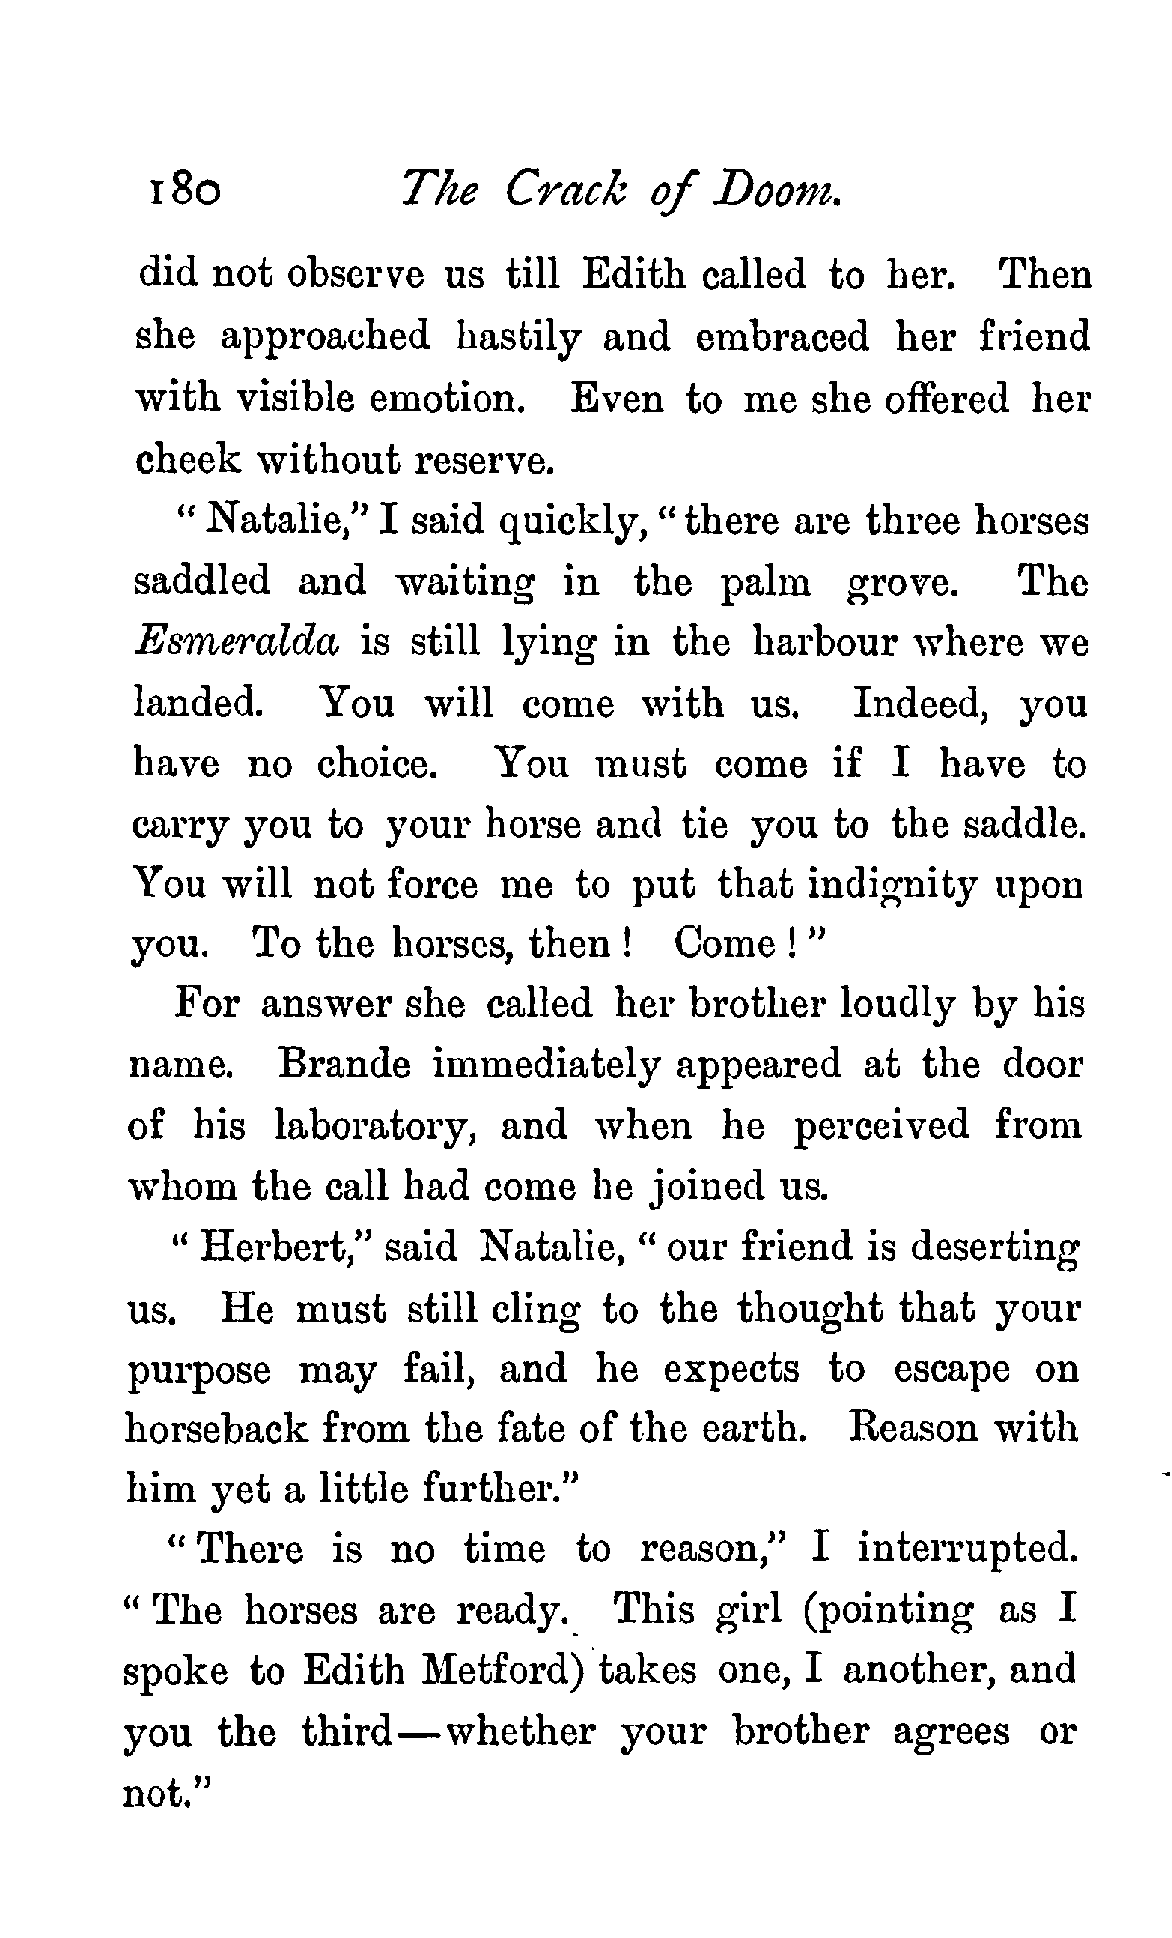 180 The Crack of Doom.
did not observe us till Edith called to her. Then
she approached hastily and embraced her friend
with visible emotion. Even to me she offered her
cheek without reserve.
" Natalie," I said quickly, " there are three horses
saddled and waiting in the palm grove. The
Esmeralda is still lying in the harbour where we
landed. You will come with us. Indeed, you
have no choice. You must come if I have to
carry you to your horse and tie you to the saddle.
You will not force me to put that indignity upon
you. To the horses, then ! Come ! "
For answer she called her brother loudly by his
name. Brande immediately appeared at the door
of his laboratory, and when he perceived from
whom the call had come he joined us.
" Herbert," said Natalie, " our friend is deserting
us. He must still cling to the thought that your
purpose may fail, and he expects to escape on
horseback from the fate of the earth. Reason with
him yet a little further."
" There is no time to reason," I interrupted.
" The horses are ready. This girl (pointing as I
spoke to Edith Metford) takes one, I another, and
you the third—whether your brother agrees or
not."